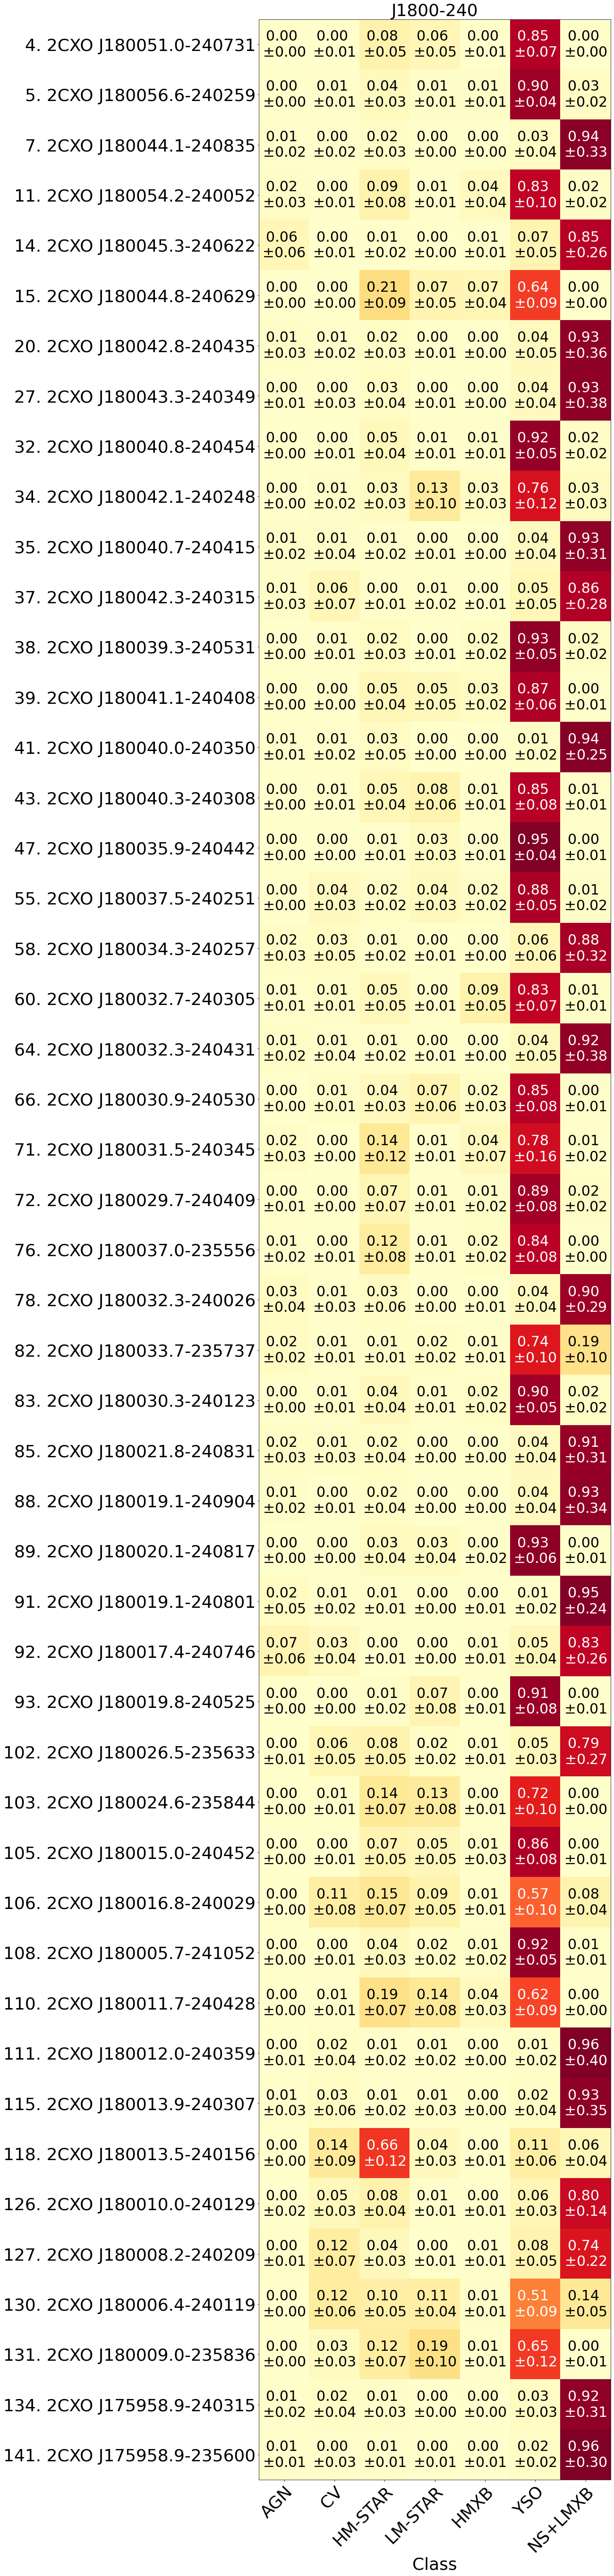 J1800-240
4. 2CXO J180051.0-240731 0.00 0.00 0.08 0.06 0.00 0.85 0.00
±0.00 ±0.01 ±0.05 ±0.05 ±0.00 ±0.07 ±0.00
5. 2CXO J180056.6-240259 0.00 0.01 0.04 0.01 0.01 0.90 0.03
±0.00 ±0.01 ±0.03 ±0.01 ±0.01 ±0.04 ±0.02
7. 2CXO J180044.1-240835 0.01 0.00 0.02 0.00 0.00 0.03 0.94
±0.02 ±0.02 ±0.03 ±0.00 ±0.00 ±0.04 ±0.33
11. 2CXO J180054.2-240052 0.02 0.00 0.09 0.01 0.04 0.83 0.02
±0.03 ±0.01 ±0.08 ±0.01 ±0.04 ±0.10 ±0.02
14. 2CXO J180045.3-240622 0.06 0.00 0.01 0.00 0.01 0.07 0.85
±0.06 ±0.01 ±0.02 ±0.00 ±0.01 ±0.05 ±0.26
15. 2CXO J180044.8-240629 0.00 0.00 0.21 0.07 0.07 0.64 0.00
±0.00 ±0.00 ±0.09 ±0.05 ±0.04 ±0.09 ±0.00
20. 2CXO J180042.8-240435 0.01 0.01 0.02 0.00 0.00 0.04 0.93
±0.03 ±0.02 ±0.03 ±0.01 ±0.00 ±0.05 ±0.36
27. 2CXO J180043.3-240349 0.00 0.00 0.03 0.00 0.00 0.04 0.93
±0.01 ±0.03 ±0.04 ±0.01 ±0.00 ±0.04 ±0.38
32. 2CXO J180040.8-240454 0.00 0.00 0.05 0.01 0.01 0.92 0.02
±0.00 ±0.01 ±0.04 ±0.01 ±0.01 ±0.05 ±0.02
34. 2CXO J180042.1-240248 0.00 0.01 0.03 0.13 0.03 0.76 0.03
±0.00 ±0.02 ±0.03 ±0.10 ±0.03 ±0.12 ±0.03
35. 2CXO J180040.7-240415 0.01 0.01 0.01 0.00 0.00 0.04 0.93
±0.02 ±0.04 ±0.02 ±0.01 ±0.00 ±0.04 ±0.31
37. 2CXO J180042.3-240315 0.01 0.06 0.00 0.01 0.00 0.05 0.86
±0.03 ±0.07 ±0.01 ±0.02 ±0.01 ±0.05 ±0.28
38. 2CXO J180039.3-240531 0.00 0.01 0.02 0.00 0.02 0.93 0.02
±0.00 ±0.01 ±0.03 ±0.01 ±0.02 ±0.05 ±0.02
39. 2CXO J180041.1-240408 0.00 0.00 0.05 0.05 0.03 0.87 0.00
±0.00 ±0.00 ±0.04 ±0.04 ±0.02 ±0.06 ±0.01
41. 2CXO J180040.0-240350 0.01 0.01 0.03 0.00 0.00 0.01 0.94
±0.01 ±0.02 ±0.05 ±0.00 ±0.00 ±0.02 ±0.25
43. 2CXO J180040.3-240308 0.00 0.01 0.05 0.08 0.01 0.85 0.01
±0.00 ±0.01 ±0.04 ±0.06 ±0.01 ±0.08 ±0.01
47. 2CXO J180035.9-240442 0.00 0.00 0.01 0.03 0.00 0.95 0.00
±0.00 ±0.00 ±0.01 ±0.03 ±0.01 ±0.04 ±0.01
55. 2CXO J180037.5-240251 0.00 0.04 0.02 0.04 0.02 0.88 0.01
±0.00 ±0.03 ±0.02 ±0.03 ±0.02 ±0.05 ±0.02
58. 2CXO J180034.3-240257 0.02 0.03 0.01 0.00 0.00 0.06 0.88
±0.03 ±0.05 ±0.02 ±0.01 ±0.00 ±0.06 ±0.32
60. 2CXO J180032.7-240305 0.01 0.01 0.05 0.00 0.09 0.83 0.01
±0.01 ±0.01 ±0.05 ±0.01 ±0.05 ±0.07 ±0.01
64. 2CXO J180032.3-240431 0.01 0.01 0.01 0.00 0.00 0.04 0.92
±0.02 ±0.04 ±0.02 ±0.01 ±0.00 ±0.05 ±0.38
66. 2CXO J180030.9-240530 0.00 0.01 0.04 0.07 0.02 0.85 0.00
±0.00 ±0.01 ±0.03 ±0.06 ±0.03 ±0.08 ±0.01
71. 2CXO J180031.5-240345 0.02 0.00 0.14 0.01 0.04 0.78 0.01
±0.03 ±0.00 ±0.12 ±0.01 ±0.07 ±0.16 ±0.02
72. 2CXO J180029.7-240409 0.00 0.00 0.07 0.01 0.01 0.89 0.02
±0.01 ±0.00 ±0.07 ±0.01 ±0.02 ±0.08 ±0.02
76. 2CXO J180037.0-235556 0.01 0.00 0.12 0.01 0.02 0.84 0.00
±0.02 ±0.01 ±0.08 ±0.01 ±0.02 ±0.08 ±0.00
78. 2CXO J180032.3-240026 0.03 0.01 0.03 0.00 0.00 0.04 0.90
±0.04 ±0.03 ±0.06 ±0.00 ±0.01 ±0.04 ±0.29
82. 2CXO J180033.7-235737 0.02 0.01 0.01 0.02 0.01 0.74 0.19
±0.02 ±0.01 ±0.01 ±0.02 ±0.01 ±0.10 ±0.10
83. 2CXO J180030.3-240123 0.00 0.01 0.04 0.01 0.02 0.90 0.02
±0.00 ±0.01 ±0.04 ±0.01 ±0.02 ±0.05 ±0.02
85. 2CXO J180021.8-240831 0.02 0.01 0.02 0.00 0.00 0.04 0.91
±0.03 ±0.03 ±0.04 ±0.00 ±0.00 ±0.04 ±0.31
88. 2CXO J180019.1-240904 0.01 0.00 0.02 0.00 0.00 0.04 0.93
±0.02 ±0.01 ±0.04 ±0.00 ±0.00 ±0.04 ±0.34
89. 2CXO J180020.1-240817 0.00 0.00 0.03 0.03 0.00 0.93 0.00
±0.00 ±0.00 ±0.04 ±0.04 ±0.02 ±0.06 ±0.01
91. 2CXO J180019.1-240801 0.02 0.01 0.01 0.00 0.00 0.01 0.95
±0.05 ±0.02 ±0.01 ±0.00 ±0.00 ±0.02 ±0.24
92. 2CXO J180017.4-240746 0.07 0.03 0.00 0.00 0.01 0.05 0.83
±0.06 ±0.04 ±0.01 ±0.00 ±0.01 ±0.04 ±0.26
93. 2CXO J180019.8-240525 0.00 0.00 0.01 0.07 0.00 0.91 0.00
±0.00 ±0.00 ±0.02 ±0.08 ±0.01 ±0.08 ±0.01
102. 2CXO J180026.5-235633 0.00 0.06 0.08 0.02 0.01 0.05 0.79
±0.01 ±0.05 ±0.05 ±0.02 ±0.01 ±0.03 ±0.27
103. 2CXO J180024.6-235844 0.00 0.01 0.14 0.13 0.00 0.72 0.00
±0.00 ±0.01 ±0.07 ±0.08 ±0.01 ±0.10 ±0.00
105. 2CXO J180015.0-240452 0.00 0.00 0.07 0.05 0.01 0.86 0.00
±0.00 ±0.01 ±0.05 ±0.05 ±0.03 ±0.08 ±0.01
106. 2CXO J180016.8-240029 0.00 0.11 0.15 0.09 0.01 0.57 0.08
±0.00 ±0.08 ±0.07 ±0.05 ±0.01 ±0.10 ±0.04
108. 2CXO J180005.7-241052 0.00 0.00 0.04 0.02 0.01 0.92 0.01
±0.00 ±0.01 ±0.03 ±0.02 ±0.02 ±0.05 ±0.01
110. 2CXO J180011.7-240428 0.00 0.01 0.19 0.14 0.04 0.62 0.00
±0.00 ±0.01 ±0.07 ±0.08 ±0.03 ±0.09 ±0.00
111. 2CXO J180012.0-240359 0.00 0.02 0.01 0.01 0.00 0.01 0.96
±0.01 ±0.04 ±0.02 ±0.02 ±0.00 ±0.02 ±0.40
115. 2CXO J180013.9-240307 0.01 0.03 0.01 0.01 0.00 0.02 0.93
±0.03 ±0.06 ±0.02 ±0.03 ±0.00 ±0.04 ±0.35
118. 2CXO J180013.5-240156 0.00 0.14 0.66 0.04 0.00 0.11 0.06
±0.00 ±0.09 ±0.12 ±0.03 ±0.01 ±0.06 ±0.04
126. 2CXO J180010.0-240129 0.00 0.05 0.08 0.01 0.00 0.06 0.80
±0.02 ±0.03 ±0.04 ±0.01 ±0.01 ±0.03 ±0.14
127. 2CXO J180008.2-240209 0.00 0.12 0.04 0.00 0.01 0.08 0.74
±0.01 ±0.07 ±0.03 ±0.01 ±0.01 ±0.05 ±0.22
130. 2CXO J180006.4-240119 0.00 0.12 0.10 0.11 0.01 0.51 0.14
±0.00 ±0.06 ±0.05 ±0.04 ±0.01 ±0.09 ±0.05
131. 2CXO J180009.0-235836 0.00 0.03 0.12 0.19 0.01 0.65 0.00
±0.00 ±0.03 ±0.07 ±0.10 ±0.01 ±0.12 ±0.01
134. 2CXO J175958.9-240315 0.01 0.02 0.01 0.00 0.00 0.03 0.92
±0.02 ±0.04 ±0.03 ±0.00 ±0.00 ±0.03 ±0.31
141. 2CXO J175958.9-235600 0.01 0.00 0.01 0.00 0.00 0.02 0.96
±0.01 ±0.03 ±0.01 ±0.01 ±0.01 ±0.02 ±0.30
AGN CV HM-STAR LM-STAR HMXB YSO NS+LMXB
Class